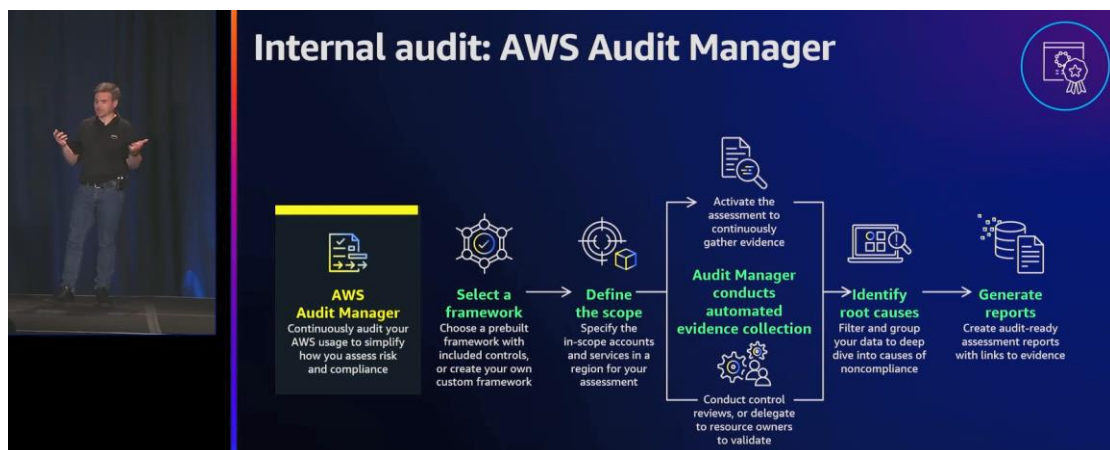 Internal audit: AWS Audit Manager
AWS
Audit Manager
Continuously audit your
AWS usage to simplify
how you assess risk
and compliance
Select a
framework
Choose a prebuilt
framework with
included controls,
or create your own
custom framework
Define
the scope
Specify the
in-scope accounts
and services in a
region for your
assessment
Activate the
assessment to
continuously
gather evidence
Audit Manager
conducts
automated
evidence collection
Conduct control
reviews, or delegate
to resource owners
to validate
Identify
root causes
Filter and group
your data to deep
dive into causes of
noncompliance
Generate
reports
Create audit-ready
assessment reports
with links to evidence